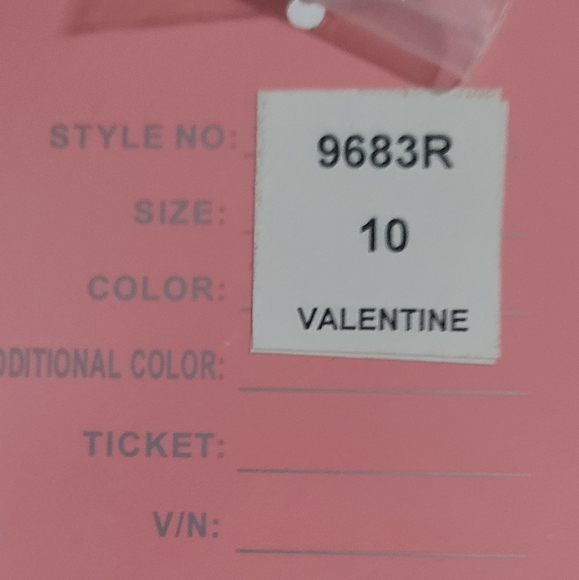 STYLE NO: 9683R
SIZE: 10
COLOR: VALENTINE
DDITIONAL COLOR:
TICKET:
V/N: